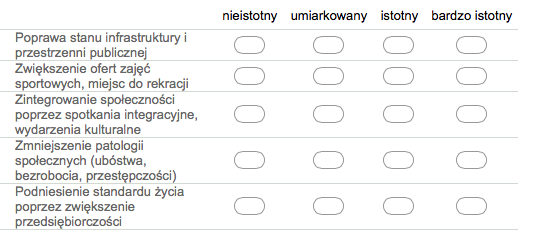 nieistotny umiarkowany istotny bardzo istotny
Poprawa stanu infrastruktury i
przestrzenni publicznej
Zwiększenie ofert zajęć
sportowych, miejsc do rekracji
Zintegrowanie społeczności
poprzez spotkania integracyjne,
wydarzenia kulturalne
Zmniejszenie patologii
społecznych (ubóstwa,
bezrobocia, przestępczości)
Podniesienie standardu życia
poprzez zwiększenie
przedsiębiorczości